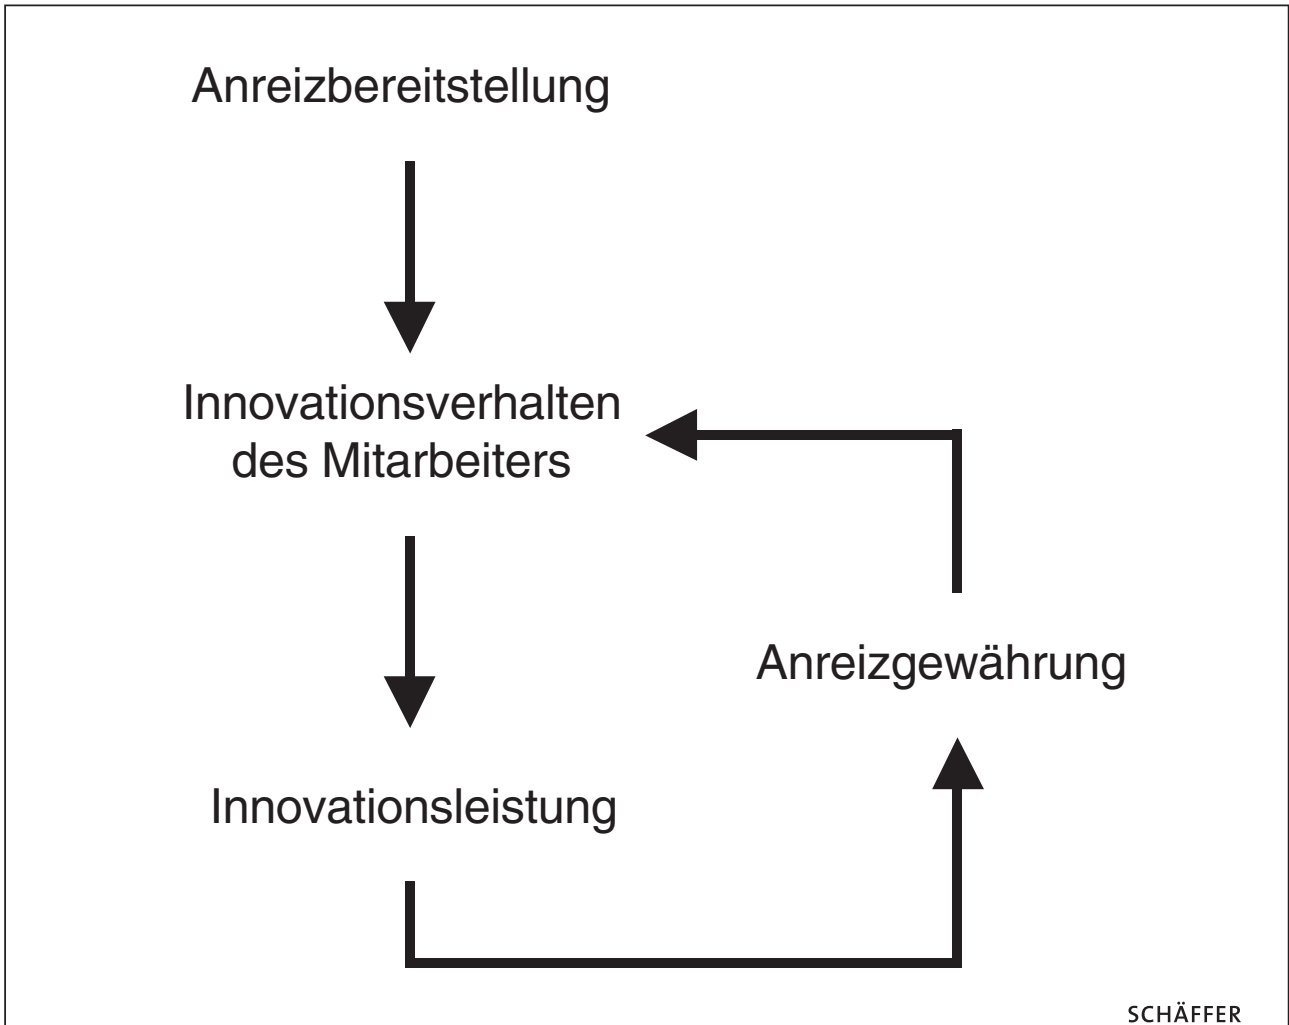 Anreizbereitstellung
Innovationsverhalten
des Mitarbeiters
Anreizgewährung
Innovationsleistung
SCHÄFFER